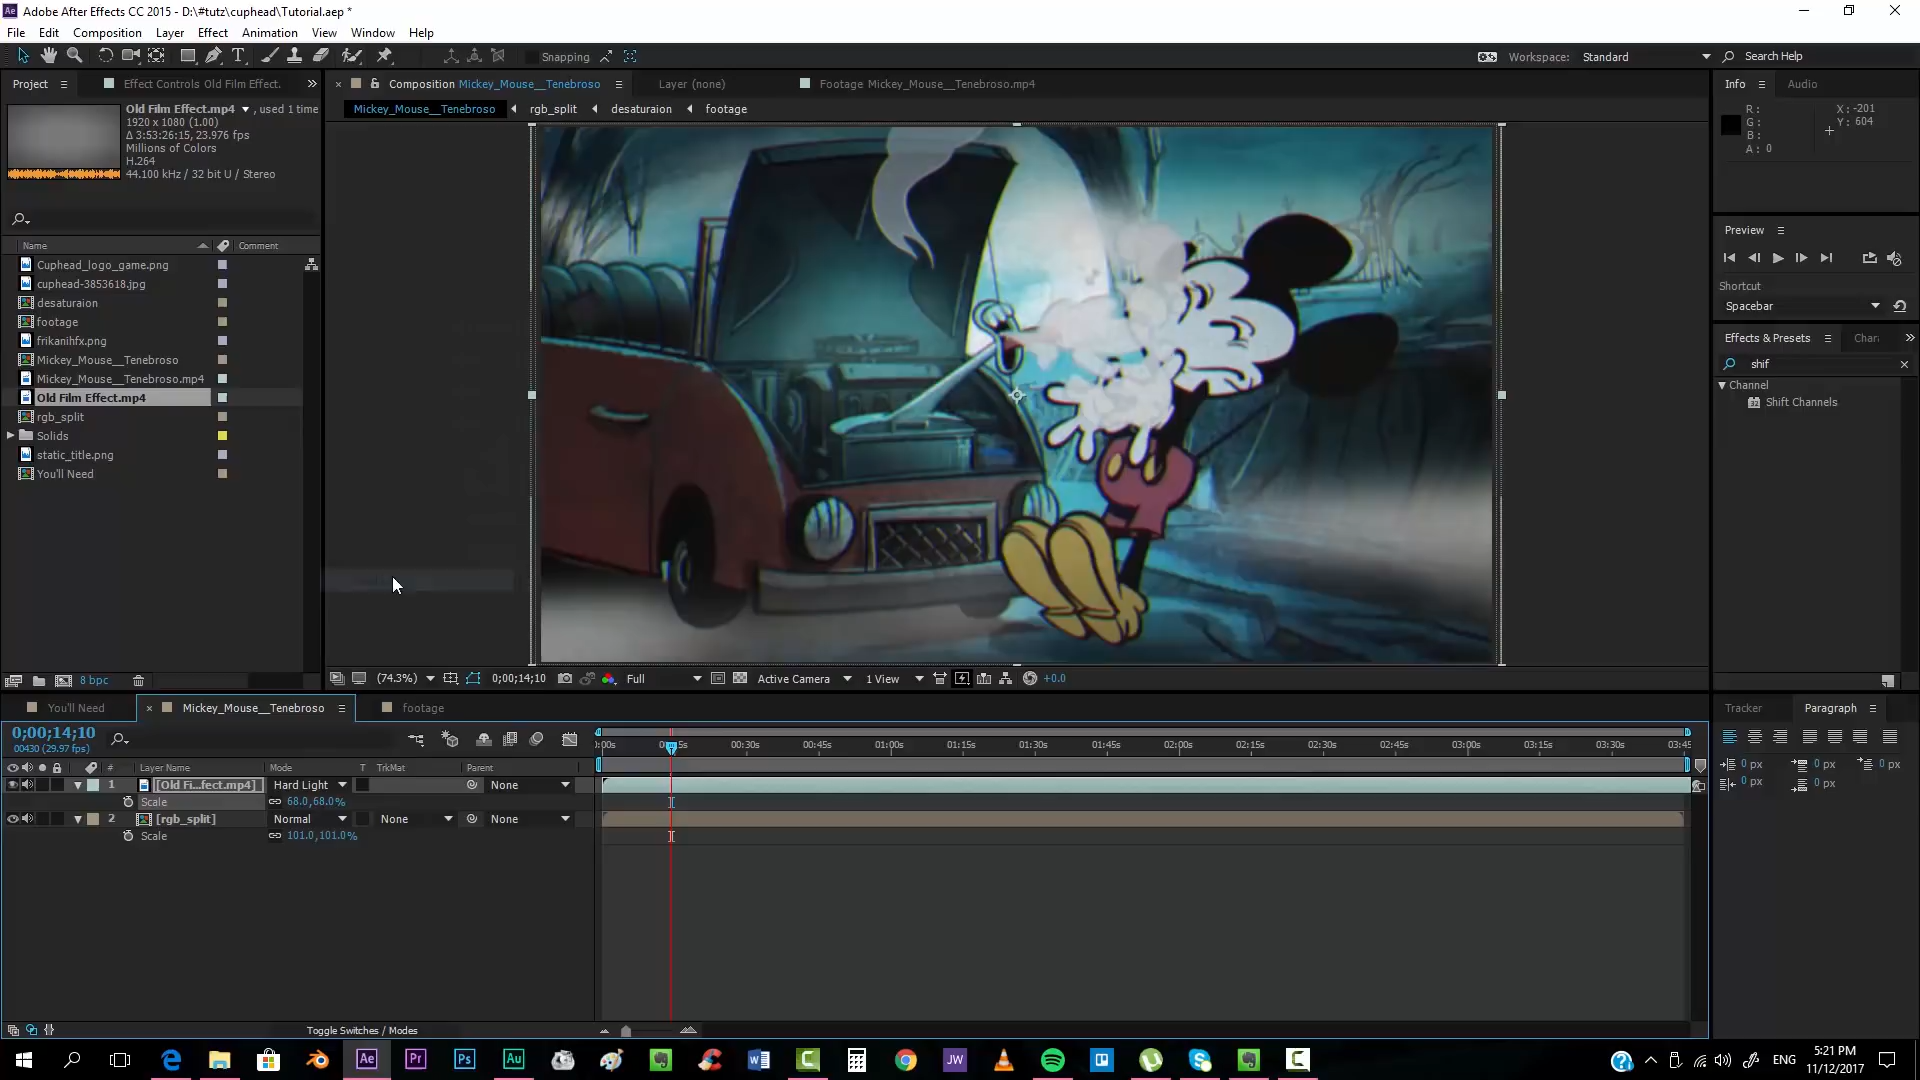 Adobe After Effects CC 2015 - D:\#tutz\cuphead\Tutorial.aep *
File Edit Composition Layer Effect Animation View Window Help
Snapping Workspace: Standard Search Help
Project Effect Controls Old Film Effect.
Old Film Effect.mp4 , used 1 time
1920 x 1080 (1.00)
Δ 3:53:26:15, 23.976 fps
Millions of Colors
H.264
44.100 kHz / 32 bit U / Stereo
Name Comment
Cuphead_logo_game.png
cuphead-3853618.jpg
desaturaion
footage
frikanihfx.png
Mickey_Mouse__Tenebroso
Mickey_Mouse__Tenebroso.mp4
Old Film Effect.mp4
rgb_split
Solids
static_title.png
You'll Need
8 bpc
Composition Mickey_Mouse__Tenebroso Layer (none) Footage Mickey_Mouse__Tenebroso.mp4
Mickey_Mouse__Tenebroso rgb_split desaturaion footage
(74.3%) 0;00;14;10 Full Active Camera 1 View +0.0
Info Audio
R: X: -201
G: Y: 604
B:
A: 0
Preview
Shortcut
Spacebar
Effects & Presets Char
shif
Channel
32 Shift Channels
You'll Need Mickey_Mouse__Tenebroso footage
0;00;14;10
00430 (29.97 fps)
0:00s 00:15s 00:30s 00:45s 01:00s 01:15s 01:30s 01:45s 02:00s 02:15s 02:30s 02:45s 03:00s 03:15s 03:30s 03:45
# Layer Name Mode T TrkMat Parent
1 [Old Fi...fect.mp4] Hard Light None
Scale 68.0,68.0%
2 [rgb_split] Normal None None
Scale 101.0,101.0%
Toggle Switches / Modes
Tracker Paragraph
0 px 0 px 0 px
0 px 0 px
Ae Pr Ps Au JW
ENG
5:21 PM
11/12/2017